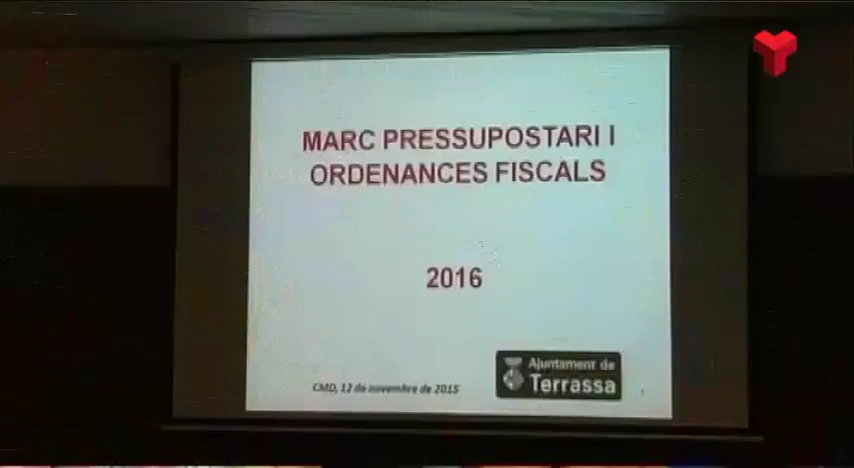 MARC PRESSUPOSTARI I
ORDENANCES FISCALS
2016
CMD, 12 de novembre de 2015
Ajuntament de
Terrassa